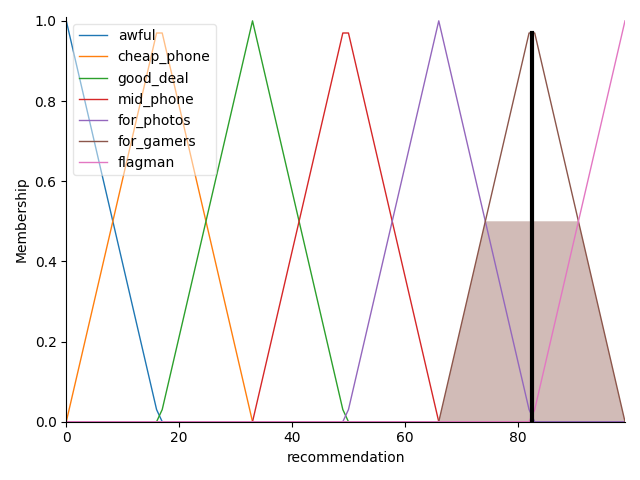 1.0
0.8
0.6
0.4
0.2
0.0
Membership
awful
cheap_phone
good_deal
mid_phone
for_photos
for_gamers
flagman
0 20 40 60 80
recommendation